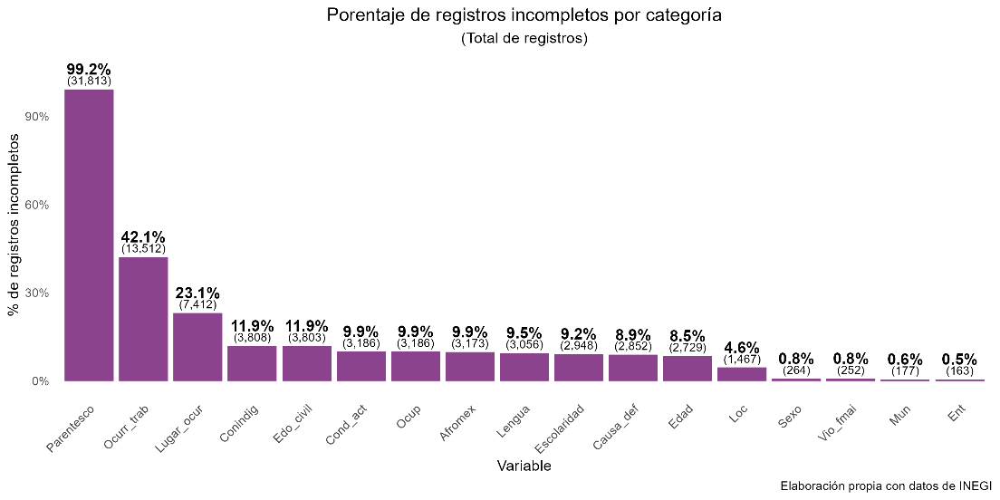 Porentaje de registros incompletos por categoría
(Total de registros)
% de registros incompletos
90%
60%
30%
0%
99.2%
(31,813)
42.1%
(13,512)
23.1%
(7,412)
11.9%
(3,808)
11.9%
(3,803)
9.9%
(3,186)
9.9%
(3,186)
9.9%
(3,173)
9.5%
(3,056)
9.2%
(2,948)
8.9%
(2,852)
8.5%
(2,729)
4.6%
(1,467)
0.8%
(264)
0.8%
(252)
0.6%
(177)
0.5%
(163)
Parentesco
Ocurr_trab
Lugar_ocur
Conindig
Edo_civil
Cond_act
Ocup
Afromex
Lengua
Escolaridad
Causa_def
Edad
Loc
Sexo
Vio_fmai
Mun
Ent
Variable
Elaboración propia con datos de INEGI